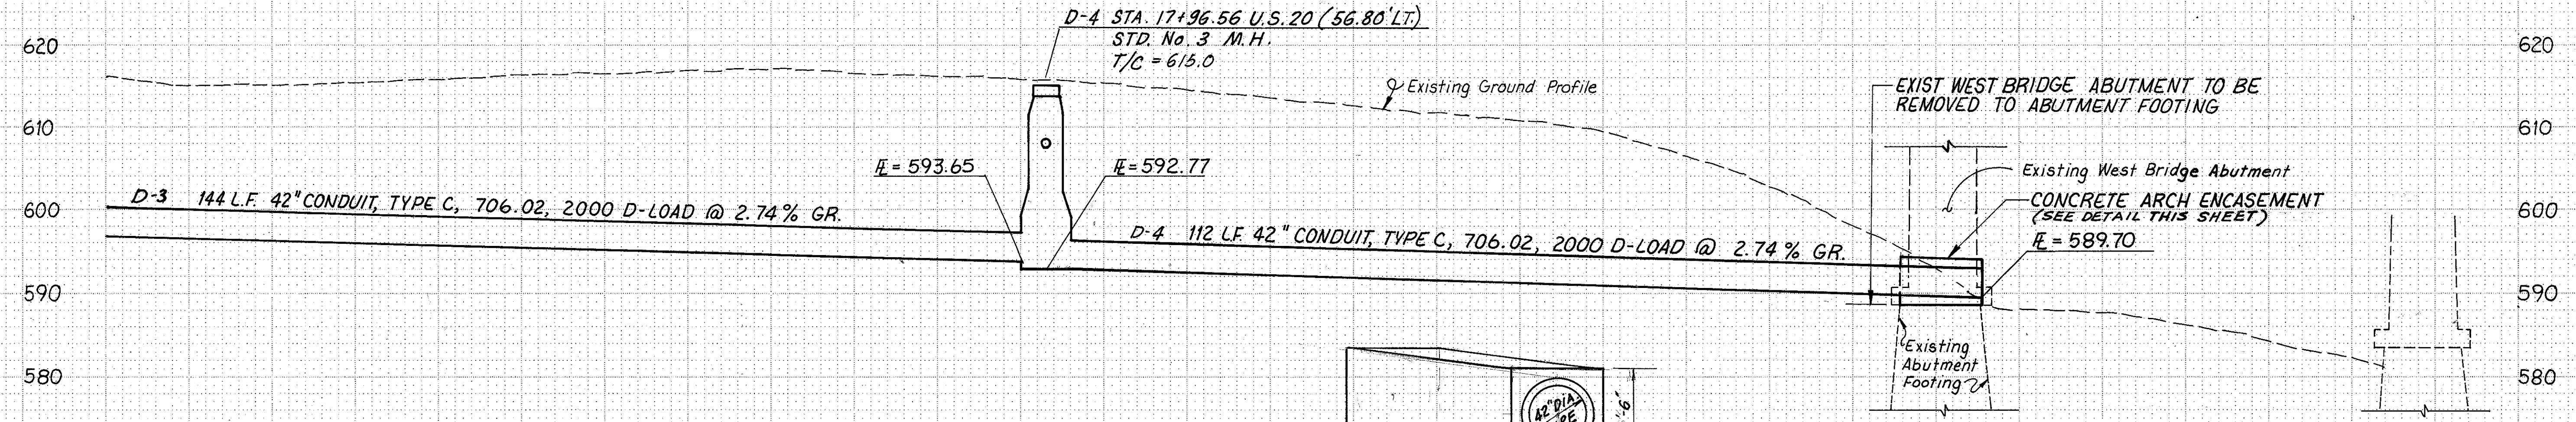 D-4 STA. 17+96.56 U.S.20 (56.80' LT.)
STD. No. 3 M.H.
T/C = 615.0
620
620
Existing Ground Profile
EXIST WEST BRIDGE ABUTMENT TO BE
REMOVED TO ABUTMENT FOOTING
610
610
Existing West Bridge Abutment
CONCRETE ARCH ENCASEMENT
(SEE DETAIL THIS SHEET)
= 593.65
= 592.77
600
600
D-3 144 L.F. 42" CONDUIT, TYPE C, 706.02, 2000 D-LOAD @ 2.74% GR.
D-4 112 L.F. 42" CONDUIT, TYPE C, 706.02, 2000 D-LOAD @ 2.74% GR.
= 589.70
590
590
Existing
Abutment
Footing
580
580
42" DIA.